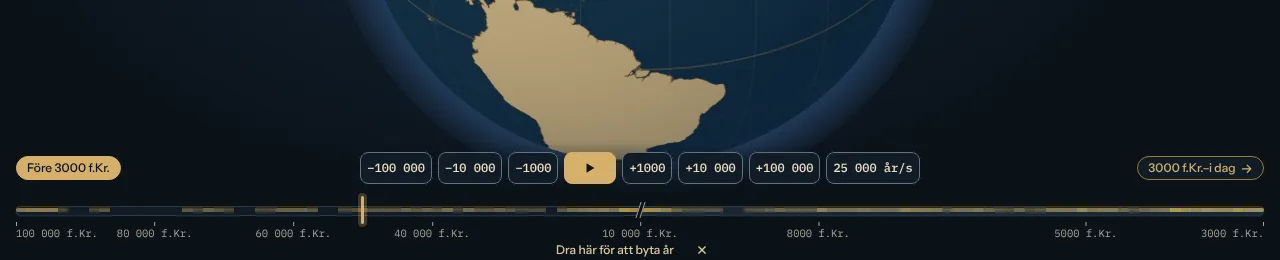 Före 3000 f.Kr.
−100 000
−10 000
−1000
+1000
+10 000
+100 000
25 000 år/s
3000 f.Kr.–i dag →
100 000 f.Kr.
80 000 f.Kr.
60 000 f.Kr.
40 000 f.Kr.
10 000 f.Kr.
8000 f.Kr.
5000 f.Kr.
3000 f.Kr.
Dra här för att byta år ×